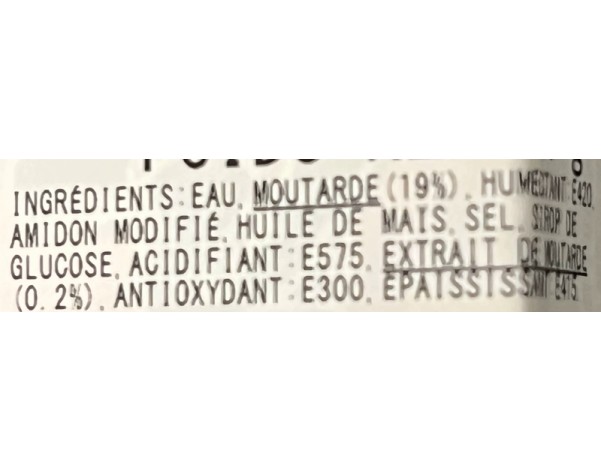 INGRÉDIENTS: EAU, MOUTARDE (19%), HUMECTANT: E420,
AMIDON MODIFIÉ, HUILE DE MAIS, SEL, SIROP DE
GLUCOSE, ACIDIFIANT: E575, EXTRAIT DE MOUTARDE
(0.2%), ANTIOXYDANT: E300, ÉPAISSISSANT: E415